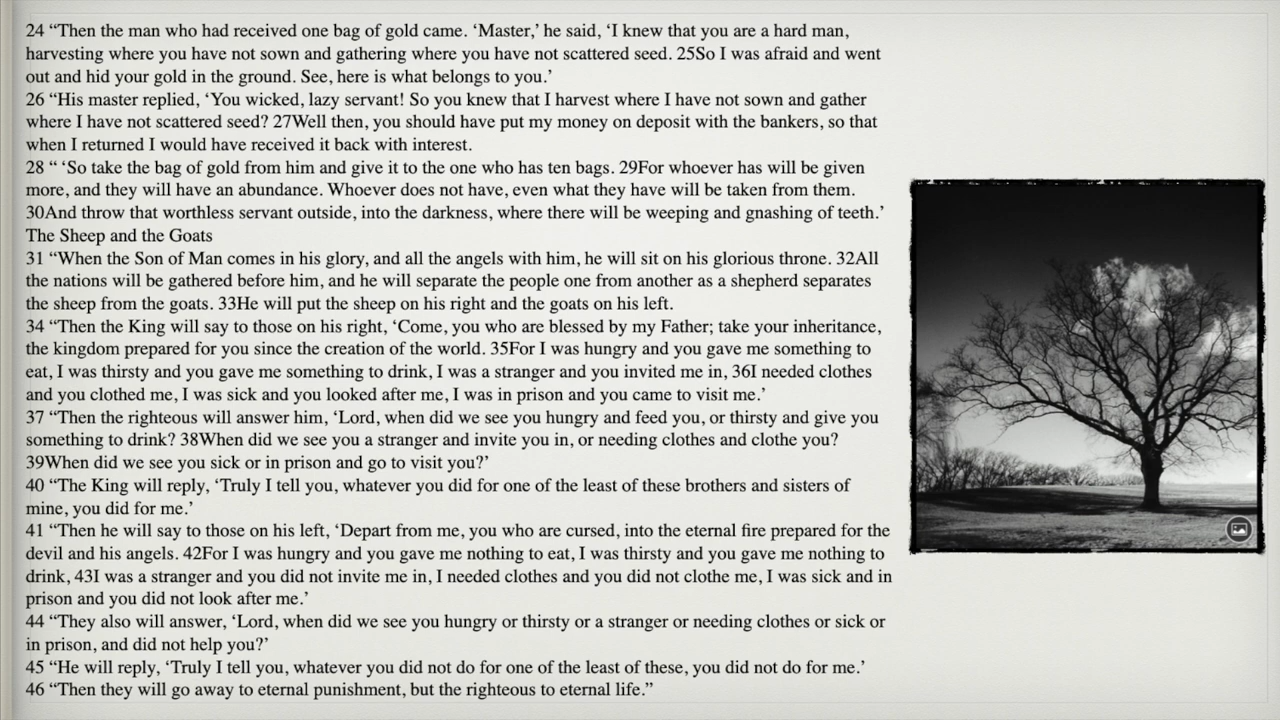 24 “Then the man who had received one bag of gold came. ‘Master,’ he said, ‘I knew that you are a hard man,
harvesting where you have not sown and gathering where you have not scattered seed. 25So I was afraid and went
out and hid your gold in the ground. See, here is what belongs to you.’
26 “His master replied, ‘You wicked, lazy servant! So you knew that I harvest where I have not sown and gather
where I have not scattered seed? 27Well then, you should have put my money on deposit with the bankers, so that
when I returned I would have received it back with interest.
28 “ ‘So take the bag of gold from him and give it to the one who has ten bags. 29For whoever has will be given
more, and they will have an abundance. Whoever does not have, even what they have will be taken from them.
30And throw that worthless servant outside, into the darkness, where there will be weeping and gnashing of teeth.’
The Sheep and the Goats
31 “When the Son of Man comes in his glory, and all the angels with him, he will sit on his glorious throne. 32All
the nations will be gathered before him, and he will separate the people one from another as a shepherd separates
the sheep from the goats. 33He will put the sheep on his right and the goats on his left.
34 “Then the King will say to those on his right, ‘Come, you who are blessed by my Father; take your inheritance,
the kingdom prepared for you since the creation of the world. 35For I was hungry and you gave me something to
eat, I was thirsty and you gave me something to drink, I was a stranger and you invited me in, 36I needed clothes
and you clothed me, I was sick and you looked after me, I was in prison and you came to visit me.’
37 “Then the righteous will answer him, ‘Lord, when did we see you hungry and feed you, or thirsty and give you
something to drink? 38When did we see you a stranger and invite you in, or needing clothes and clothe you?
39When did we see you sick or in prison and go to visit you?’
40 “The King will reply, ‘Truly I tell you, whatever you did for one of the least of these brothers and sisters of
mine, you did for me.’
41 “Then he will say to those on his left, ‘Depart from me, you who are cursed, into the eternal fire prepared for the
devil and his angels. 42For I was hungry and you gave me nothing to eat, I was thirsty and you gave me nothing to
drink, 43I was a stranger and you did not invite me in, I needed clothes and you did not clothe me, I was sick and in
prison and you did not look after me.’
44 “They also will answer, ‘Lord, when did we see you hungry or thirsty or a stranger or needing clothes or sick or
in prison, and did not help you?’
45 “He will reply, ‘Truly I tell you, whatever you did not do for one of the least of these, you did not do for me.’
46 “Then they will go away to eternal punishment, but the righteous to eternal life.”